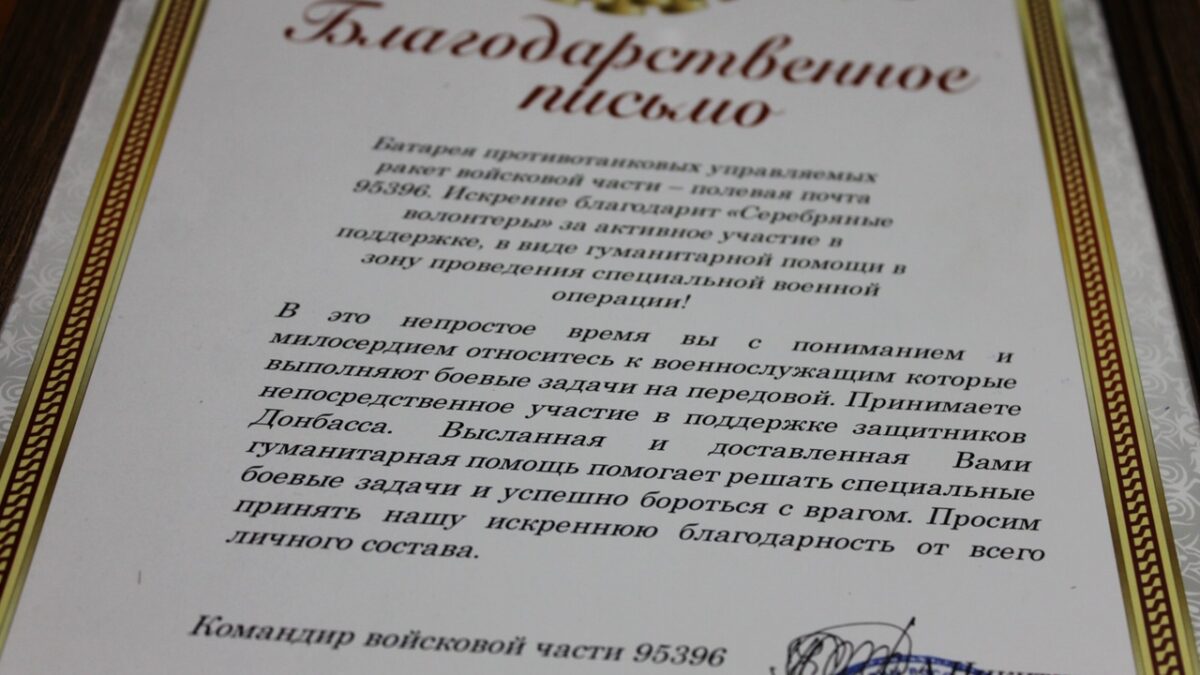 Благодарственное
письмо
Батарея противотанковых управляемых
ракет войсковой части – полевая почта
95396. Искренне благодарит «Серебряные
волонтеры» за активное участие в
поддержке, в виде гуманитарной помощи в
зону проведения специальной военной
операции!
В это непростое время вы с пониманием и
милосердием относитесь к военнослужащим которые
выполняют боевые задачи на передовой. Принимаете
непосредственное участие в поддержке защитников
Донбасса. Высланная и доставленная Вами
гуманитарная помощь помогает решать специальные
боевые задачи и успешно бороться с врагом. Просим
принять нашу искреннюю благодарность от всего
личного состава.
Командир войсковой части 95396